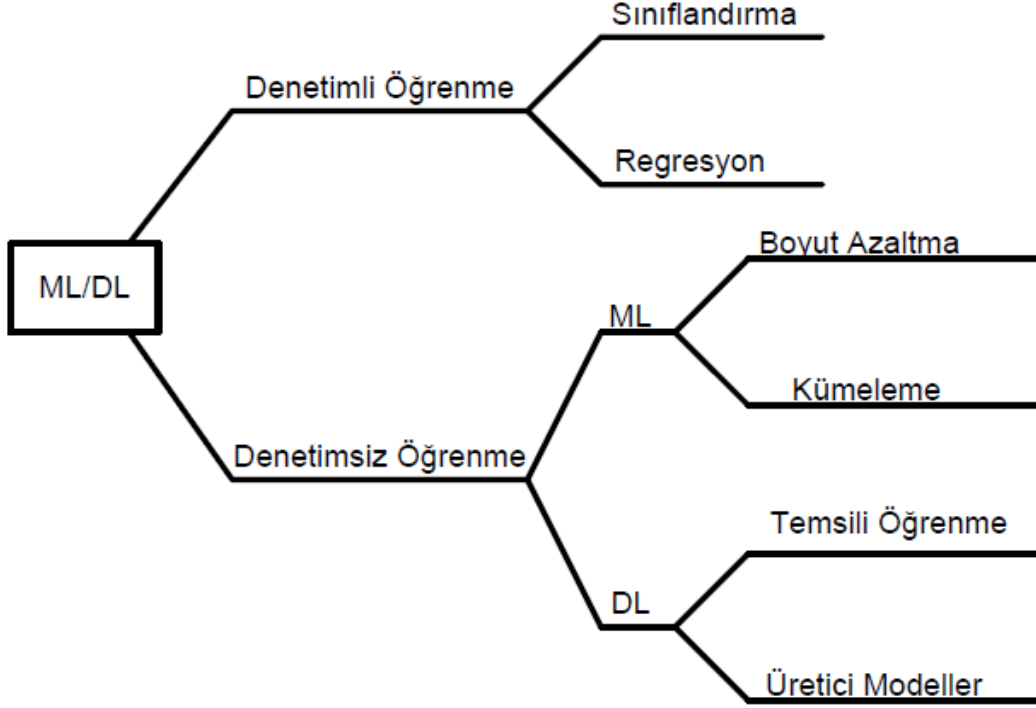 Sınıflandırma
Denetimli Öğrenme
Regresyon
ML/DL
Boyut Azaltma
ML
Kümeleme
Denetimsiz Öğrenme
Temsili Öğrenme
DL
Üretici Modeller